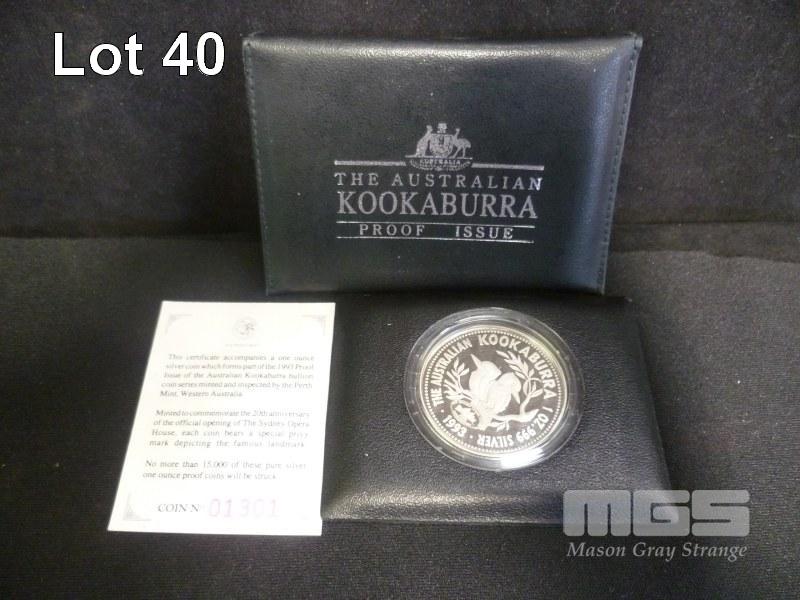 Lot 40
AUSTRALIA
THE AUSTRALIAN
KOOKABURRA
PROOF ISSUE
This certificate accompanies a one ounce
silver coin which forms part of the 1993 Proof
Issue of the Australian Kookaburra bullion
coin series minted and inspected by the Perth
Mint, Western Australia.
Minted to commemorate the 20th anniversary
of the official opening of The Sydney Opera
House, each coin bears a special privy
mark depicting the famous landmark.
No more than 15,000 of these pure silver
one ounce proof coins will be struck.
COIN No 01301
· THE AUSTRALIAN KOOKABURRA 1 OZ. 999 SILVER · 1993
MGS
Mason Gray Strange